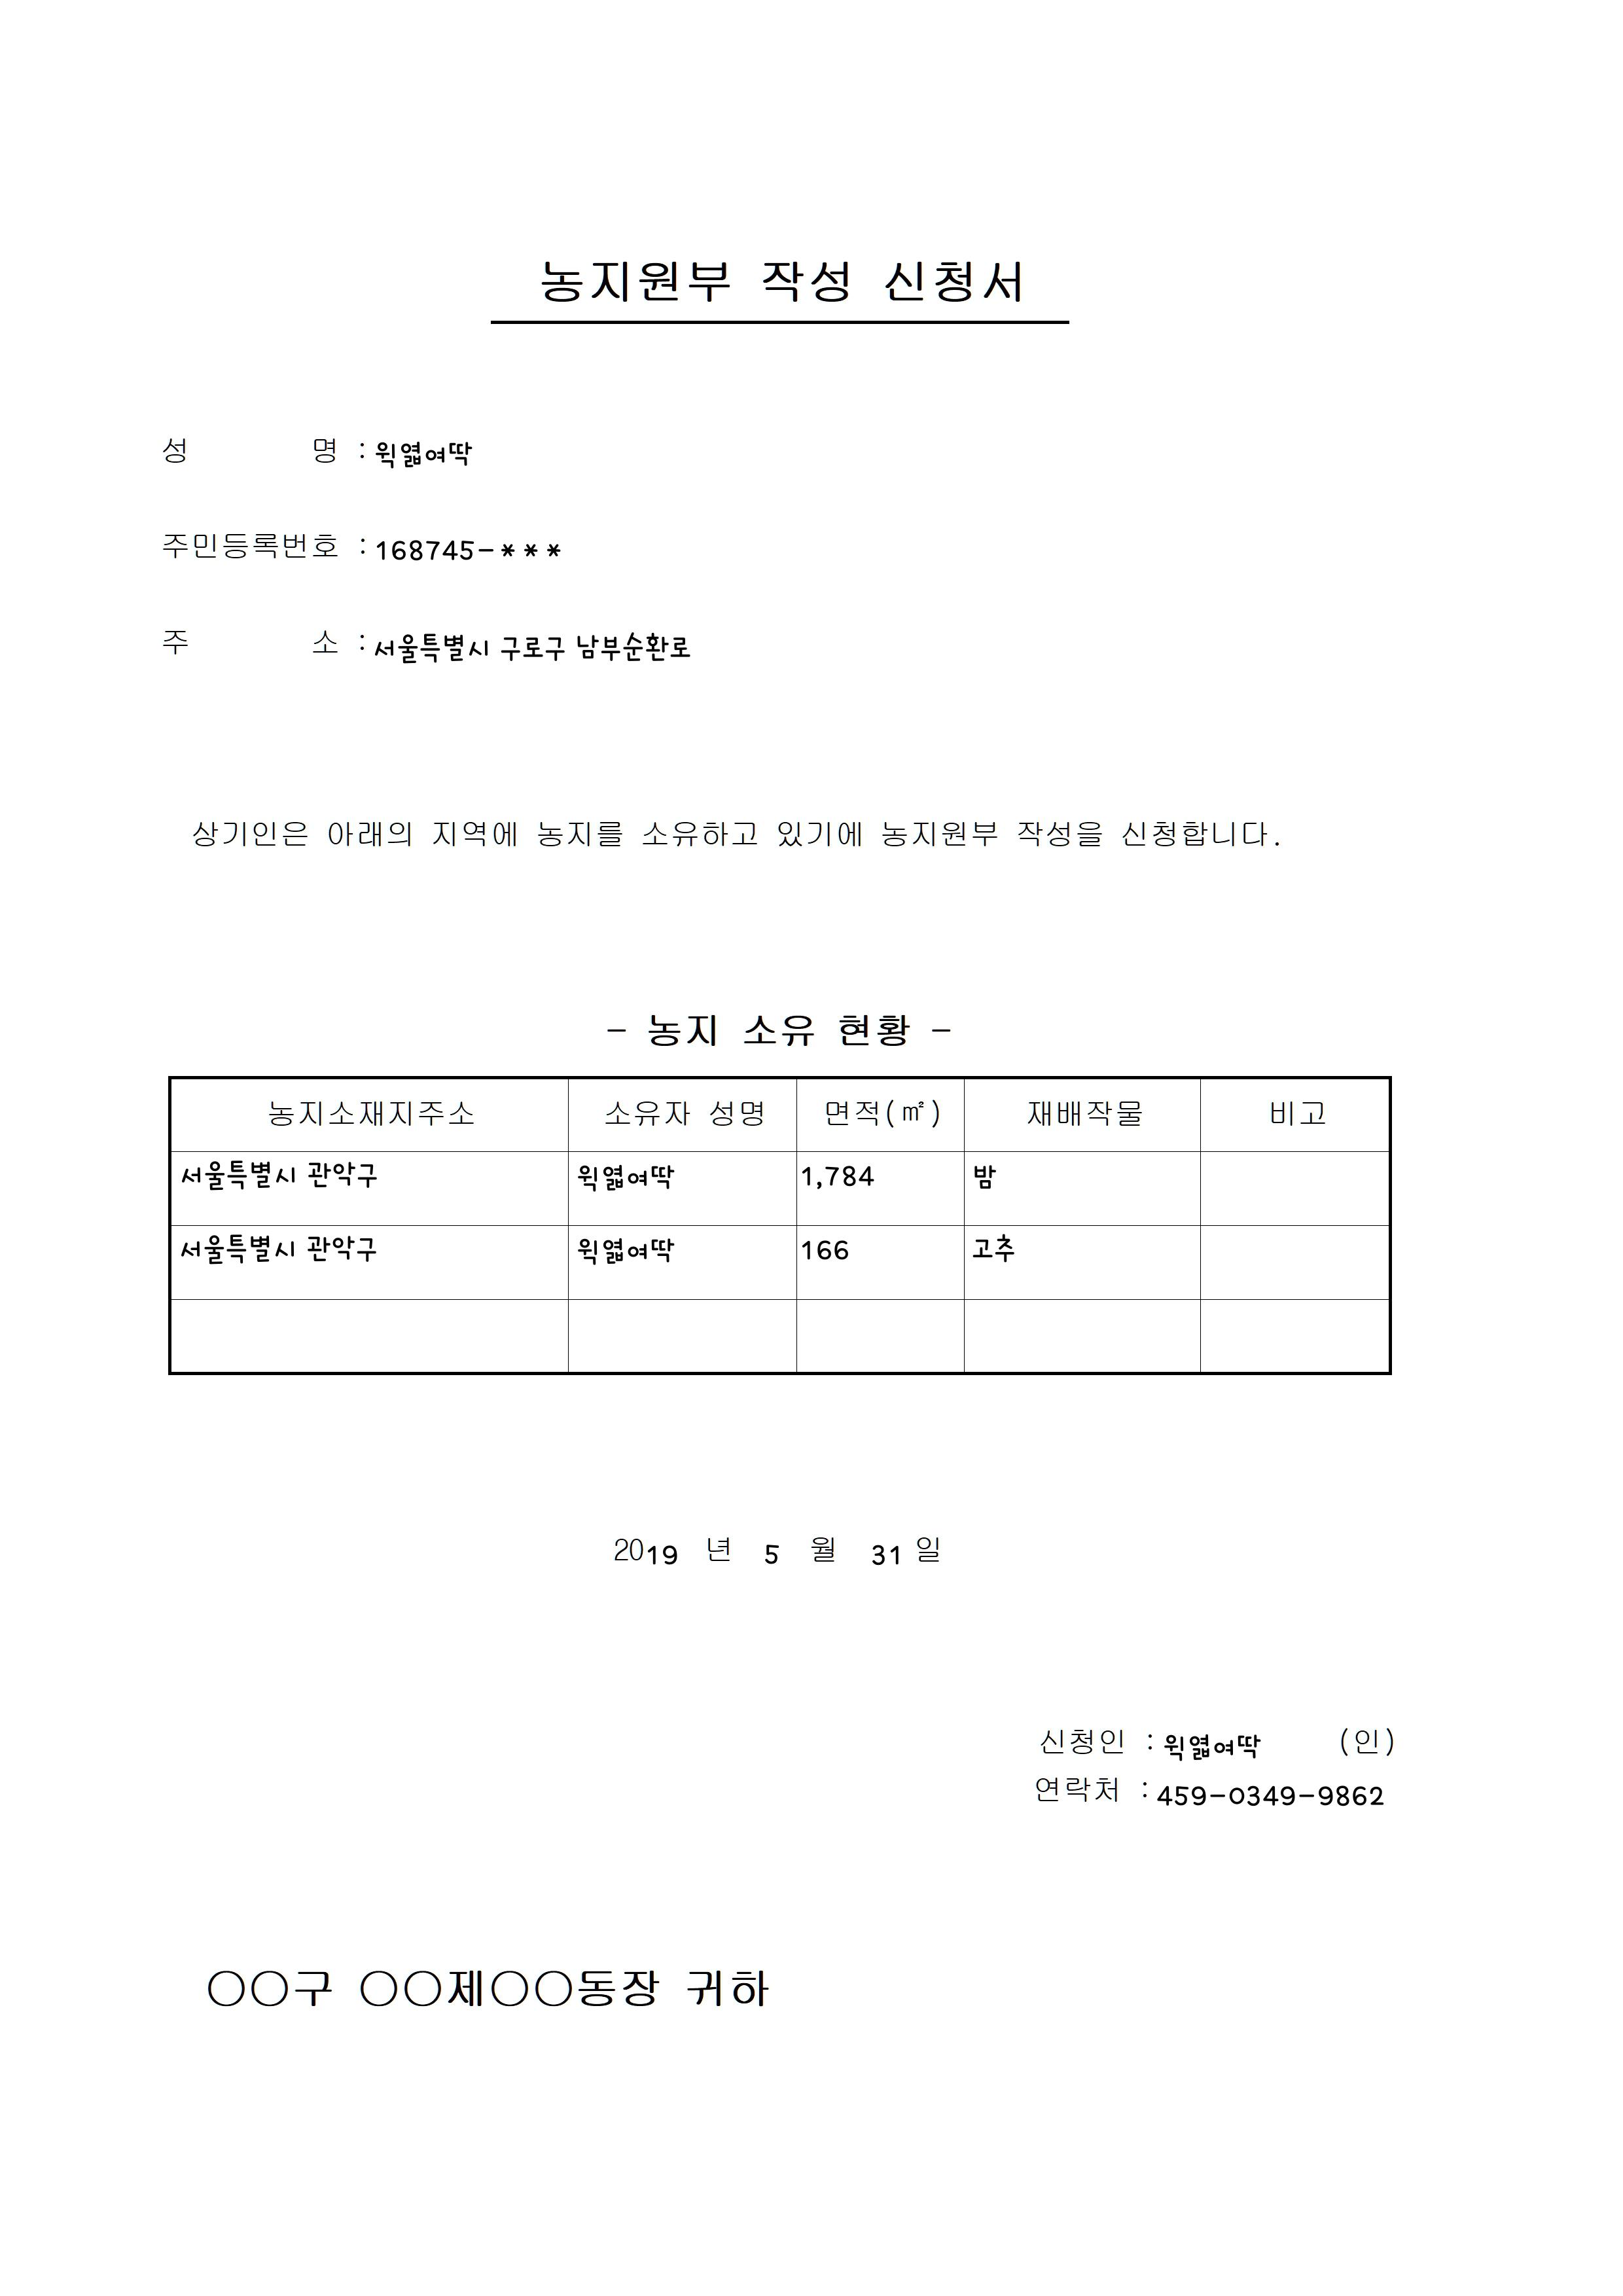 농지원부 작성 신청서
성 명 : 윅엷여딱
주민등록번호 : 168745-***
주 소 : 서울특별시 구로구 남부순환로
상기인은 아래의 지역에 농지를 소유하고 있기에 농지원부 작성을 신청합니다.
- 농지 소유 현황 -
농지소재지주소 소유자 성명 면적(㎡) 재배작물 비고
서울특별시 관악구 윅엷여딱 1,784 밤
서울특별시 관악구 윅엷여딱 166 고추
2019 년 5 월 31 일
신청인 : 윅엷여딱 (인)
연락처 : 459-0349-9862
○○구 ○○제○○동장 귀하